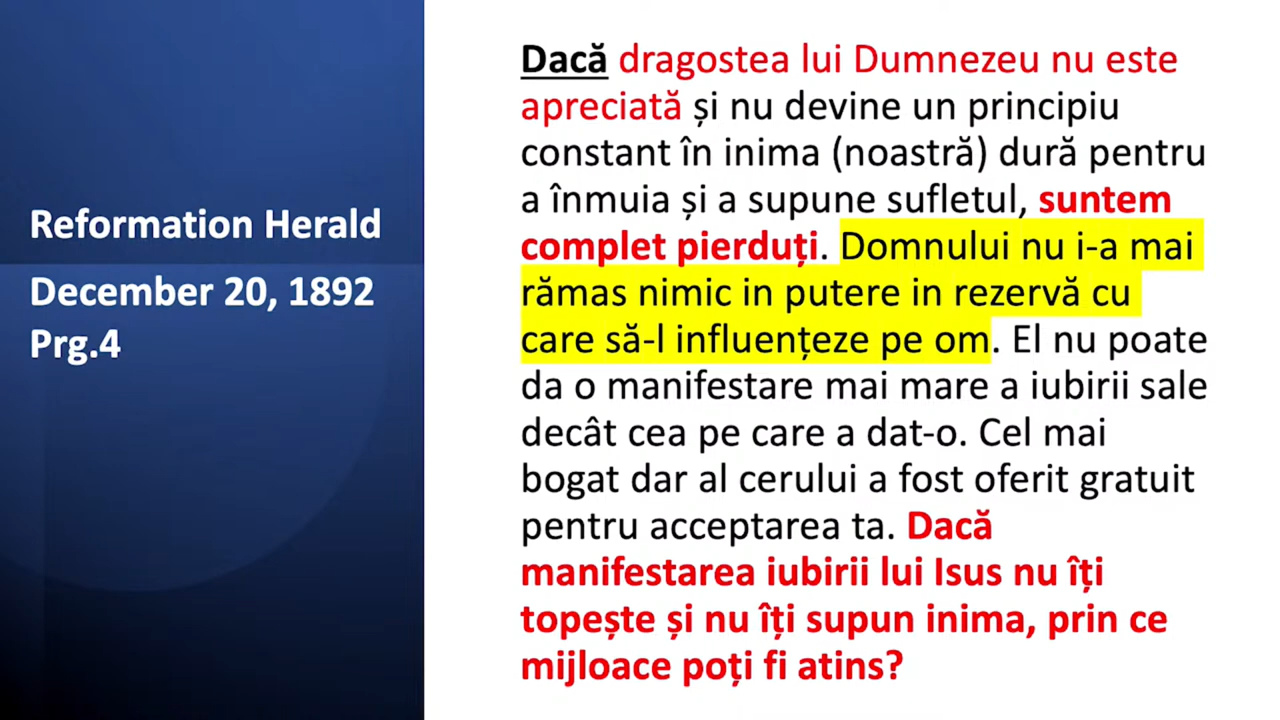 Reformation Herald
December 20, 1892
Prg.4
Dacă dragostea lui Dumnezeu nu este
apreciată și nu devine un principiu
constant în inima (noastră) dură pentru
a înmuia și a supune sufletul, suntem
complet pierduți. Domnului nu i-a mai
rămas nimic in putere in rezervă cu
care să-l influențeze pe om. El nu poate
da o manifestare mai mare a iubirii sale
decât cea pe care a dat-o. Cel mai
bogat dar al cerului a fost oferit gratuit
pentru acceptarea ta. Dacă
manifestarea iubirii lui Isus nu îți
topește și nu îți supun inima, prin ce
mijloace poți fi atins?